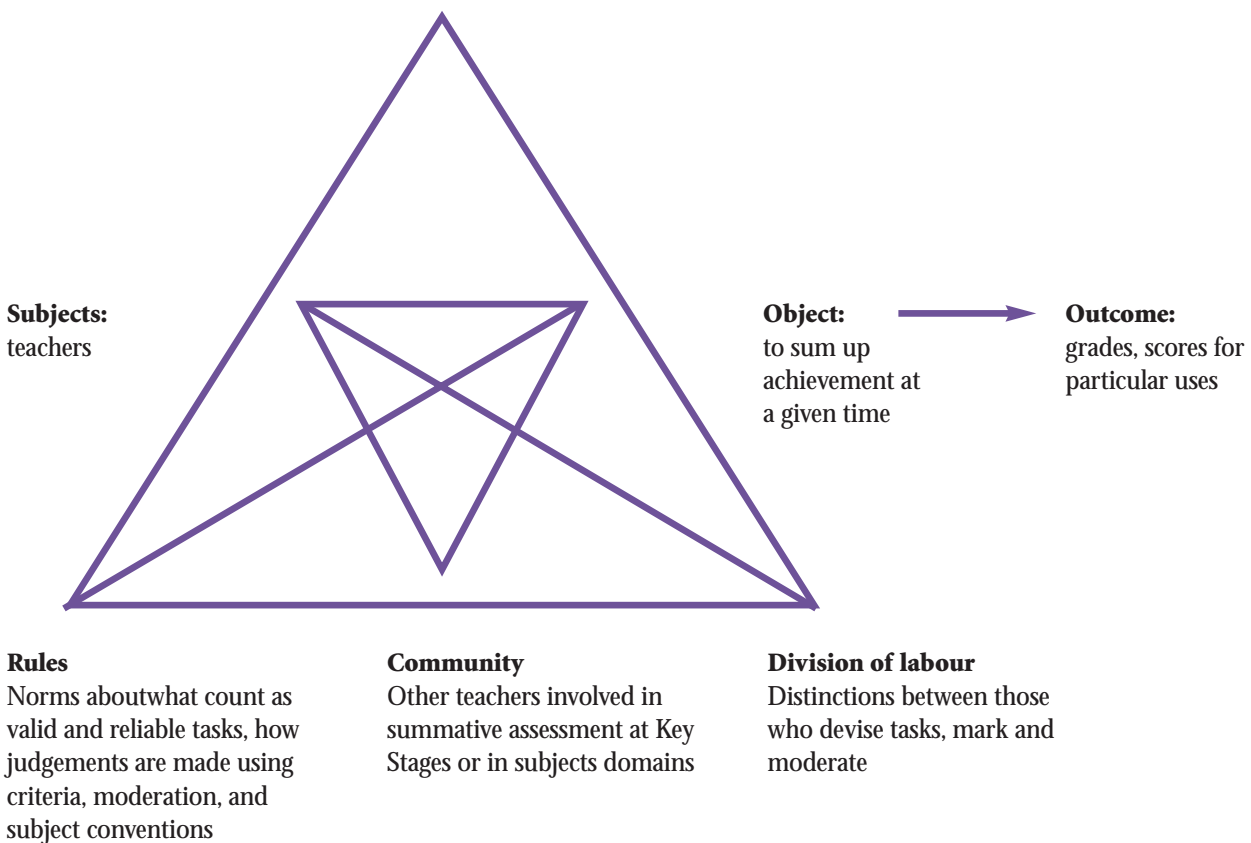 Subjects:
teachers
Object:
to sum up
achievement at
a given time
Outcome:
grades, scores for
particular uses
Rules
Norms aboutwhat count as
valid and reliable tasks, how
judgements are made using
criteria, moderation, and
subject conventions
Community
Other teachers involved in
summative assessment at Key
Stages or in subjects domains
Division of labour
Distinctions between those
who devise tasks, mark and
moderate